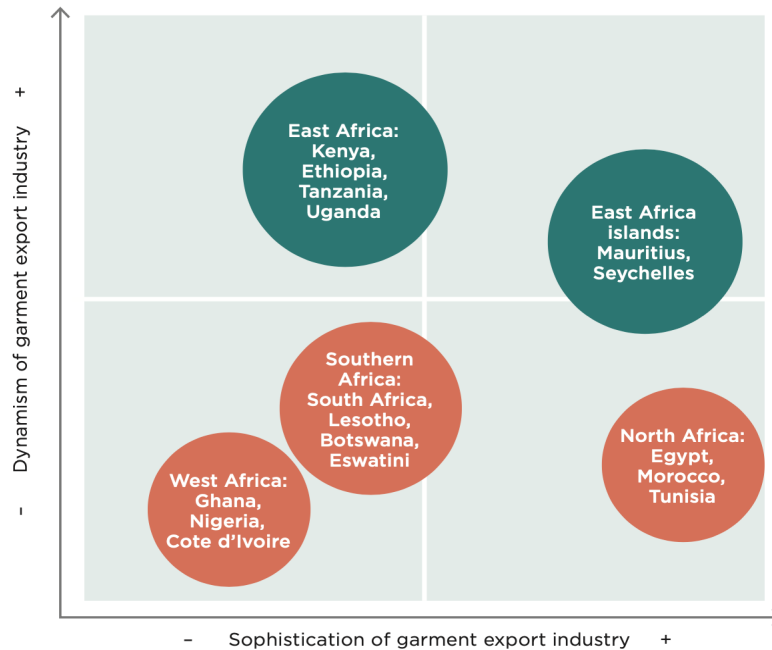 +
Dynamism of garment export industry
–
East Africa:
Kenya,
Ethiopia,
Tanzania,
Uganda
East Africa
islands:
Mauritius,
Seychelles
Southern
Africa:
South Africa,
Lesotho,
Botswana,
Eswatini
North Africa:
Egypt,
Morocco,
Tunisia
West Africa:
Ghana,
Nigeria,
Cote d’Ivoire
– Sophistication of garment export industry +